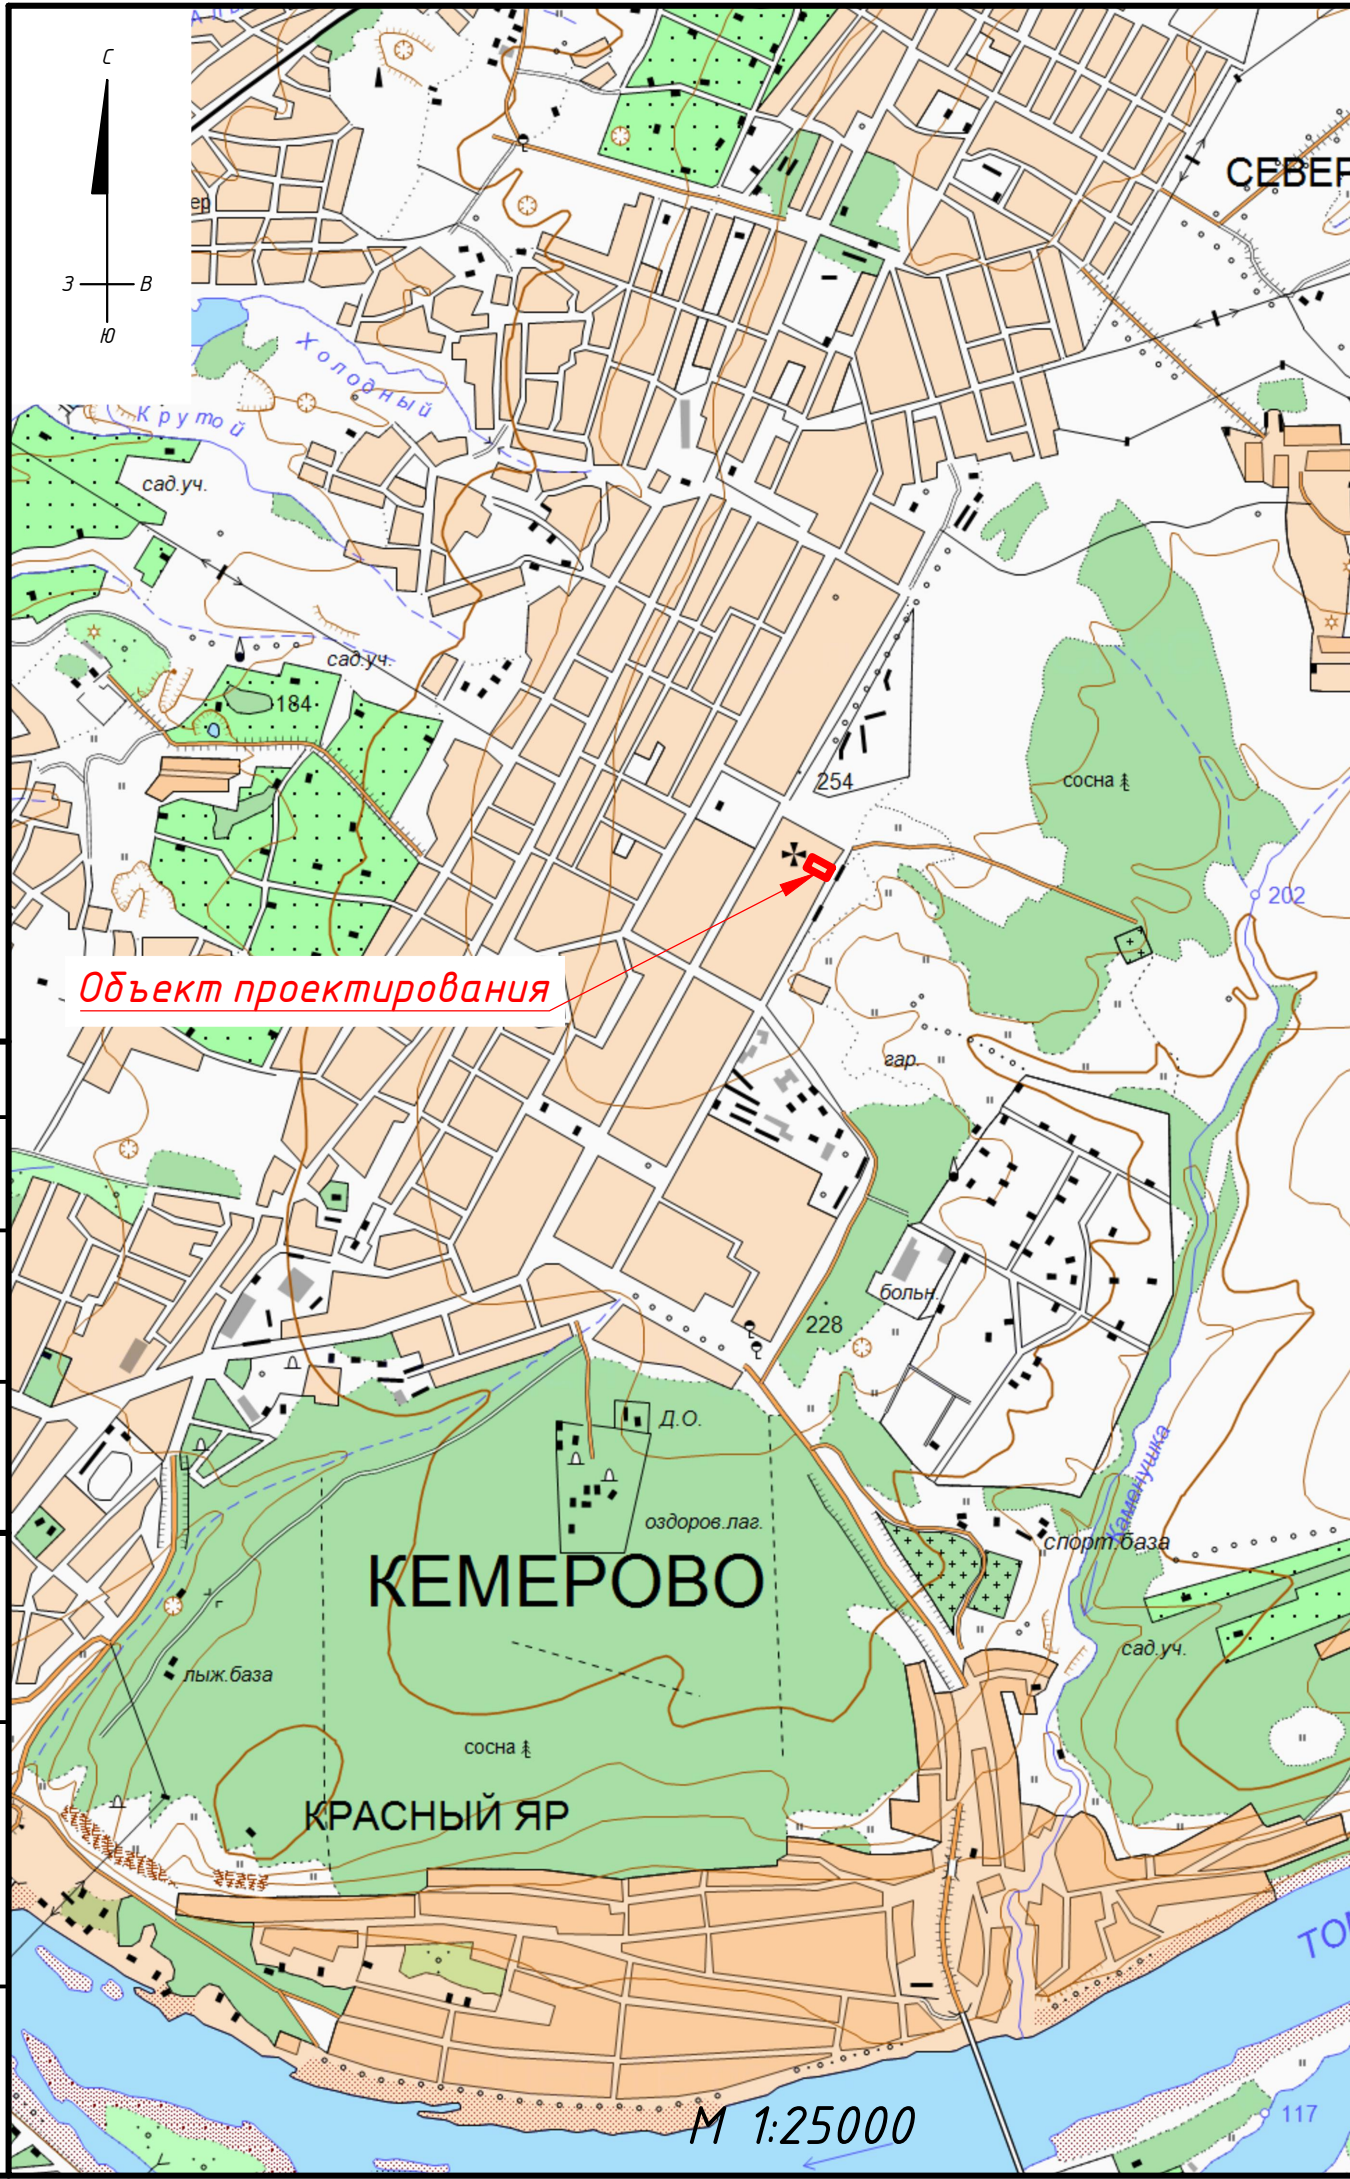 С
З
В
Ю
СЕВЕР
ер
Холодный
Крутой
сад.уч.
сад.уч.
184
254
сосна
202
Объект проектирования
гар.
больн.
228
Д.О.
оздоров.лаг.
Каменушка
спорт.база
КЕМЕРОВО
сад.уч.
лыж.база
сосна
КРАСНЫЙ ЯР
ТО
117
М 1:25000